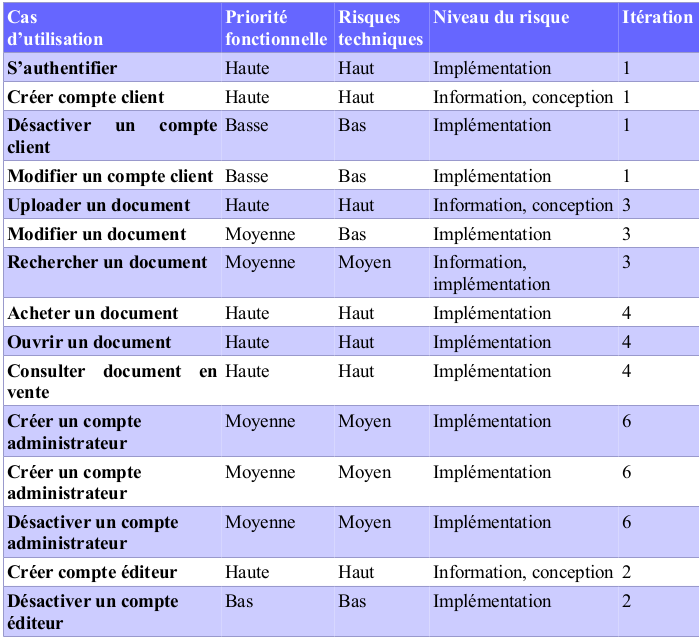 Cas Priorité Risques Niveau du risque Itération
d’utilisation fonctionnelle techniques
S’authentifier Haute Haut Implémentation 1
Créer compte client Haute Haut Information, conception 1
Désactiver un compte Basse Bas Implémentation 1
client
Modifier un compte client Basse Bas Implémentation 1
Uploader un document Haute Haut Information, conception 3
Modifier un document Moyenne Bas Implémentation 3
Rechercher un document Moyenne Moyen Information, 3
implémentation
Acheter un document Haute Haut Implémentation 4
Ouvrir un document Haute Haut Implémentation 4
Consulter document en Haute Haut Implémentation 4
vente
Créer un compte Moyenne Moyen Implémentation 6
administrateur
Créer un compte Moyenne Moyen Implémentation 6
administrateur
Désactiver un compte Moyenne Moyen Implémentation 6
administrateur
Créer compte éditeur Haute Haut Information, conception 2
Désactiver un compte Bas Bas Implémentation 2
éditeur